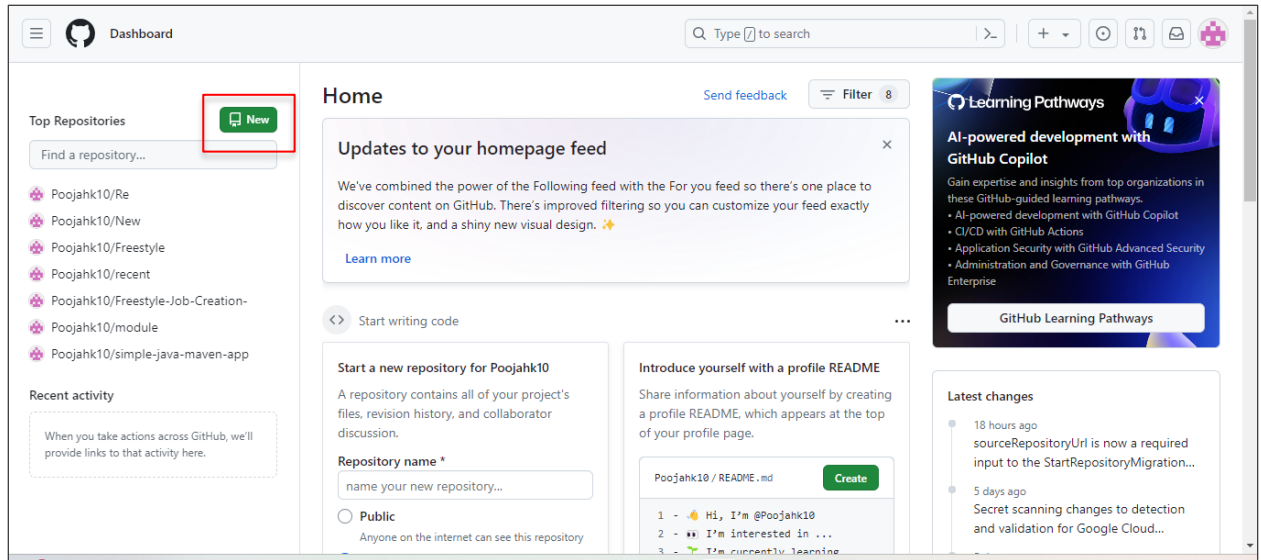 Dashboard
Type / to search
Top Repositories
New
Find a repository...
Poojahk10/Re
Poojahk10/New
Poojahk10/Freestyle
Poojahk10/recent
Poojahk10/Freestyle-Job-Creation-
Poojahk10/module
Poojahk10/simple-java-maven-app
Recent activity
When you take actions across GitHub, we'll
provide links to that activity here.
Home
Send feedback
Filter 8
Updates to your homepage feed
We've combined the power of the Following feed with the For you feed so there's one place to
discover content on GitHub. There's improved filtering so you can customize your feed exactly
how you like it, and a shiny new visual design. ✨
Learn more
Start writing code
Start a new repository for Poojahk10
A repository contains all of your project's
files, revision history, and collaborator
discussion.
Repository name *
name your new repository...
Public
Anyone on the internet can see this repository
Introduce yourself with a profile README
Share information about yourself by creating
a profile README, which appears at the top
of your profile page.
Poojahk10 / README.md
Create
1 - 👋 Hi, I'm @Poojahk10
2 - 👀 I'm interested in ...
3 - 🌱 I'm currently learning
Learning Pathways
AI-powered development with
GitHub Copilot
Gain expertise and insights from top organizations in
these GitHub-guided learning pathways.
• AI-powered development with GitHub Copilot
• CI/CD with GitHub Actions
• Application Security with GitHub Advanced Security
• Administration and Governance with GitHub
Enterprise
GitHub Learning Pathways
Latest changes
18 hours ago
sourceRepositoryUrl is now a required
input to the StartRepositoryMigration...
5 days ago
Secret scanning changes to detection
and validation for Google Cloud...